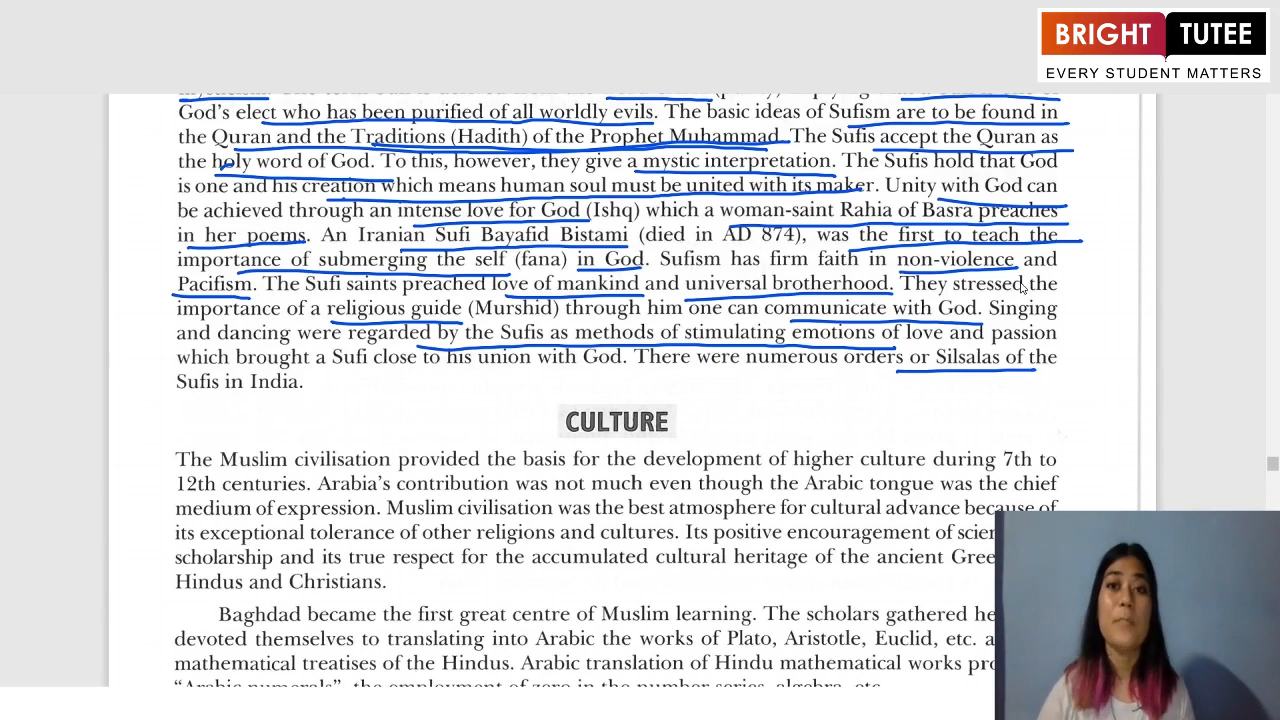 BRIGHT TUTEE
EVERY STUDENT MATTERS
God's elect who has been purified of all worldly evils. The basic ideas of Sufism are to be found in
the Quran and the Traditions (Hadith) of the Prophet Muhammad. The Sufis accept the Quran as
the holy word of God. To this, however, they give a mystic interpretation. The Sufis hold that God
is one and his creation which means human soul must be united with its maker. Unity with God can
be achieved through an intense love for God (Ishq) which a woman-saint Rahia of Basra preaches
in her poems. An Iranian Sufi Bayafid Bistami (died in AD 874), was the first to teach the
importance of submerging the self (fana) in God. Sufism has firm faith in non-violence and
Pacifism. The Sufi saints preached love of mankind and universal brotherhood. They stressed the
importance of a religious guide (Murshid) through him one can communicate with God. Singing
and dancing were regarded by the Sufis as methods of stimulating emotions of love and passion
which brought a Sufi close to his union with God. There were numerous orders or Silsalas of the
Sufis in India.
CULTURE
The Muslim civilisation provided the basis for the development of higher culture during 7th to
12th centuries. Arabia's contribution was not much even though the Arabic tongue was the chief
medium of expression. Muslim civilisation was the best atmosphere for cultural advance because of
its exceptional tolerance of other religions and cultures. Its positive encouragement of
scholarship and its true respect for the accumulated cultural heritage of the ancient
Hindus and Christians.
Baghdad became the first great centre of Muslim learning. The scholars gathered
devoted themselves to translating into Arabic the works of Plato, Aristotle, Euclid, etc.
mathematical treatises of the Hindus. Arabic translation of Hindu mathematical works
"Arabic numerals", the employment of zero in the number series, algebra, etc.